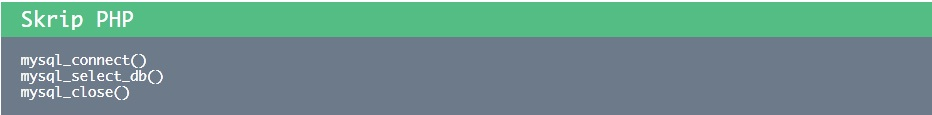 Skrip PHP
mysql_connect()
mysql_select_db()
mysql_close()